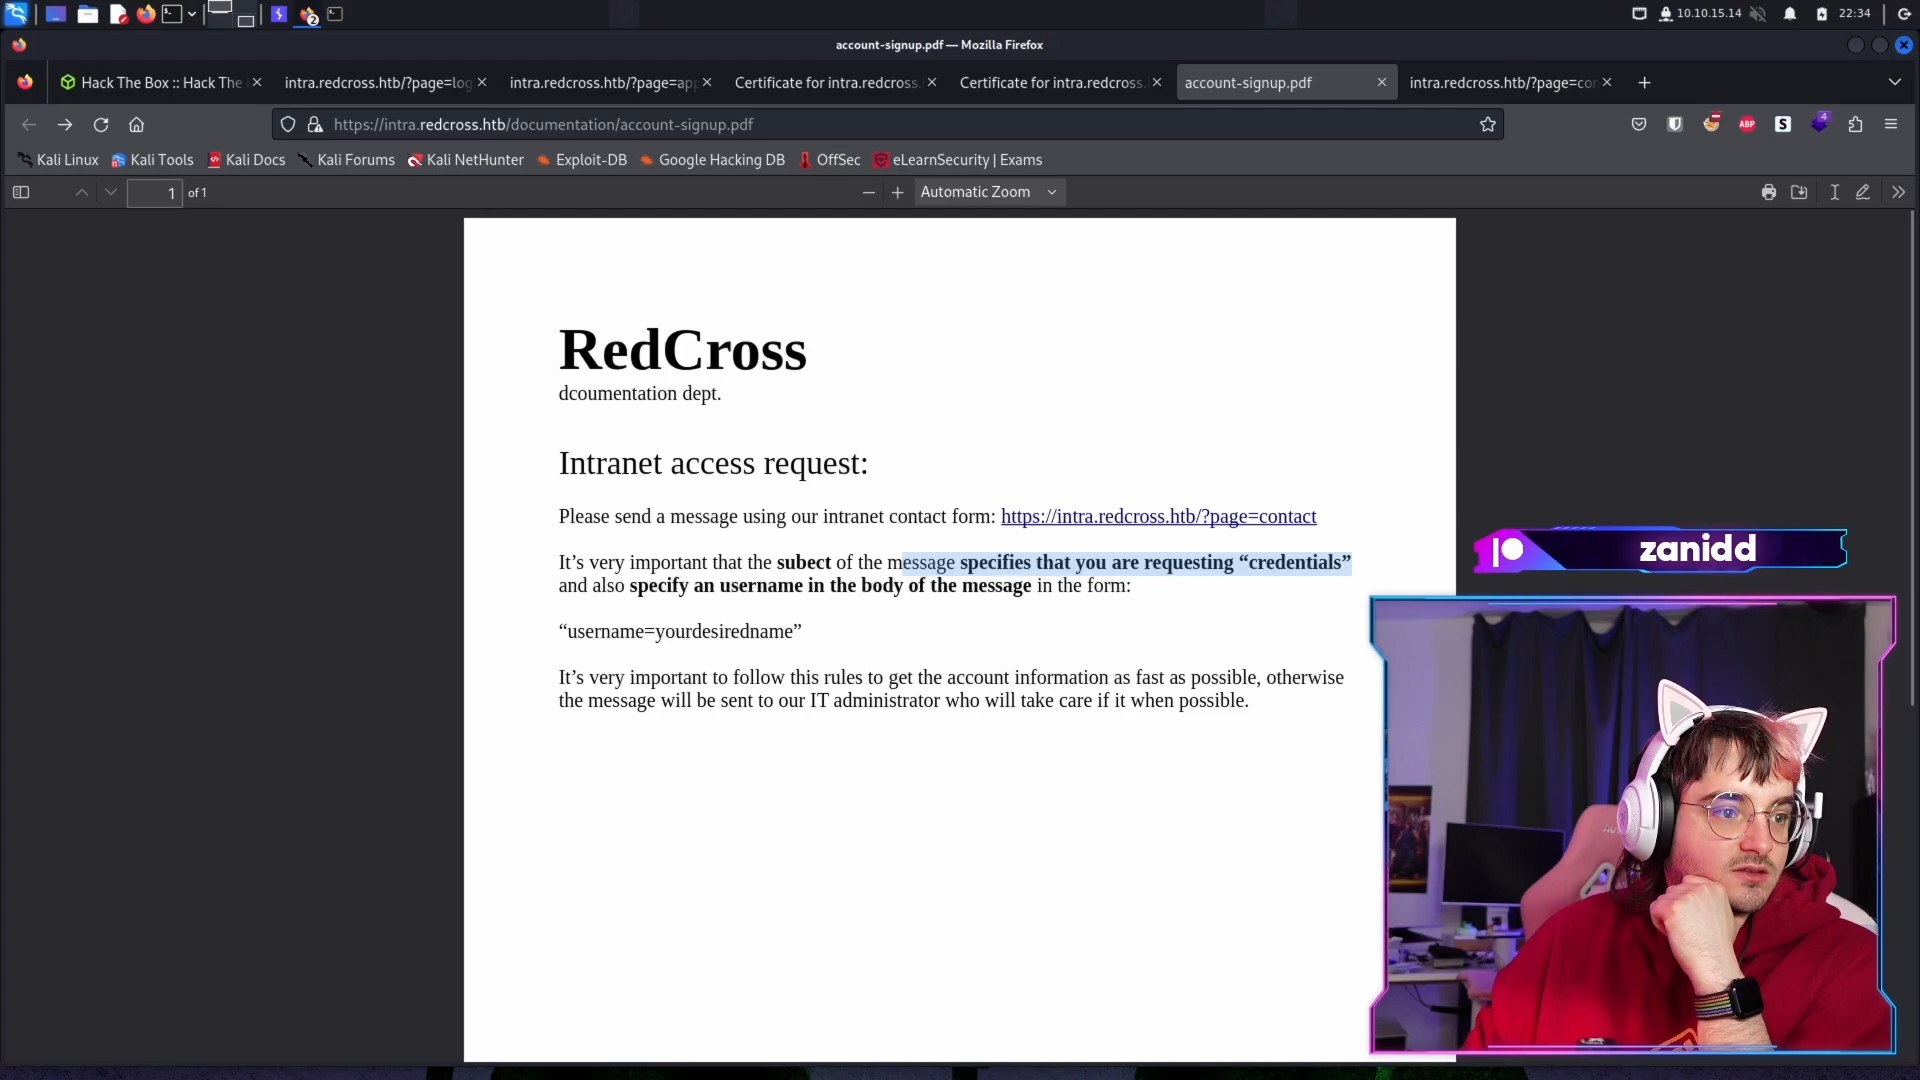 2
10.10.15.14
22:34
account-signup.pdf — Mozilla Firefox
Hack The Box :: Hack The
intra.redcross.htb/?page=log
intra.redcross.htb/?page=app
Certificate for intra.redcross.
Certificate for intra.redcross.
account-signup.pdf
intra.redcross.htb/?page=con
https://intra.redcross.htb/documentation/account-signup.pdf
ABP
S
4
Kali Linux
Kali Tools
Kali Docs
Kali Forums
Kali NetHunter
Exploit-DB
Google Hacking DB
OffSec
eLearnSecurity | Exams
1 of 1
Automatic Zoom
RedCross
dcoumentation dept.
Intranet access request:
Please send a message using our intranet contact form: https://intra.redcross.htb/?page=contact
It’s very important that the subect of the message specifies that you are requesting “credentials”
and also specify an username in the body of the message in the form:
“username=yourdesiredname”
It’s very important to follow this rules to get the account information as fast as possible, otherwise
the message will be sent to our IT administrator who will take care if it when possible.
zanidd